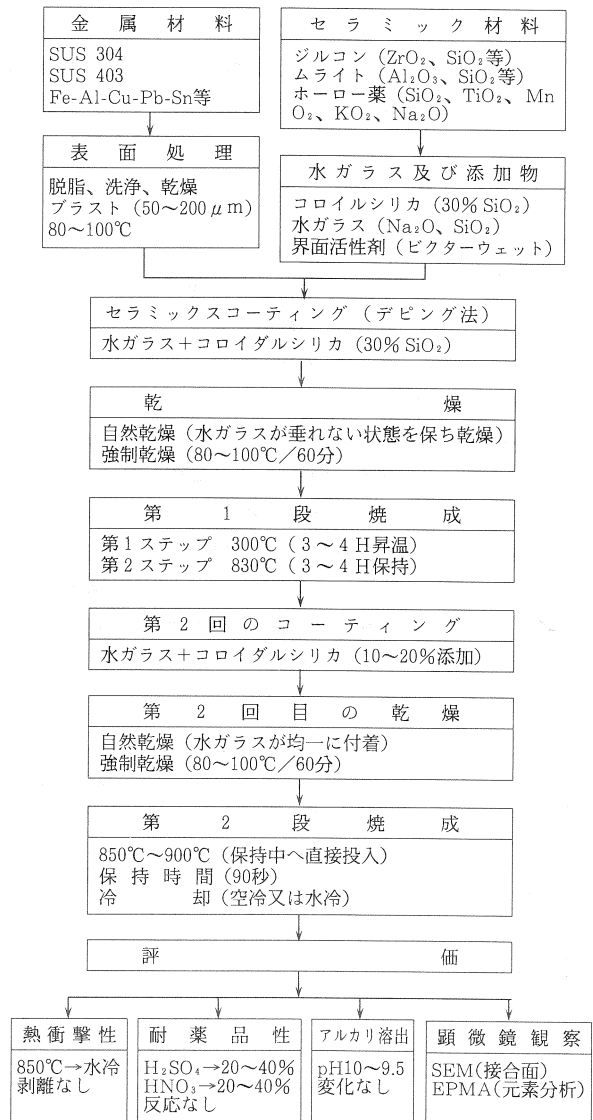 金属材料
SUS 304
SUS 403
Fe-Al-Cu-Pb-Sn等
セラミック材料
ジルコン（ZrO₂、SiO₂等）
ムライト（Al₂O₃、SiO₂等）
ホーロー薬（SiO₂、TiO₂、Mn
O₂、KO₂、Na₂O）
表面処理
脱脂、洗浄、乾燥
ブラスト（50～200μm）
80～100℃
水ガラス及び添加物
コロイルシリカ（30％SiO₂）
水ガラス（Na₂O、SiO₂）
界面活性剤（ビクターウェット）
セラミックスコーティング（デピング法）
水ガラス＋コロイダルシリカ（30％SiO₂）
乾燥
自然乾燥（水ガラスが垂れない状態を保ち乾燥）
強制乾燥（80～100℃／60分）
第1段焼成
第1ステップ 300℃（3～4H昇温）
第2ステップ 830℃（3～4H保持）
第2回のコーティング
水ガラス＋コロイダルシリカ（10～20％添加）
第2回目の乾燥
自然乾燥（水ガラスが均一に付着）
強制乾燥（80～100℃／60分）
第2段焼成
850℃～900℃（保持中へ直接投入）
保持時間（90秒）
冷却（空冷又は水冷）
評価
熱衝撃性
850℃→水冷
剥離なし
耐薬品性
H₂SO₄→20～40％
HNO₃→20～40％
反応なし
アルカリ溶出
pH10～9.5
変化なし
顕微鏡観察
SEM（接合面）
EPMA（元素分析）